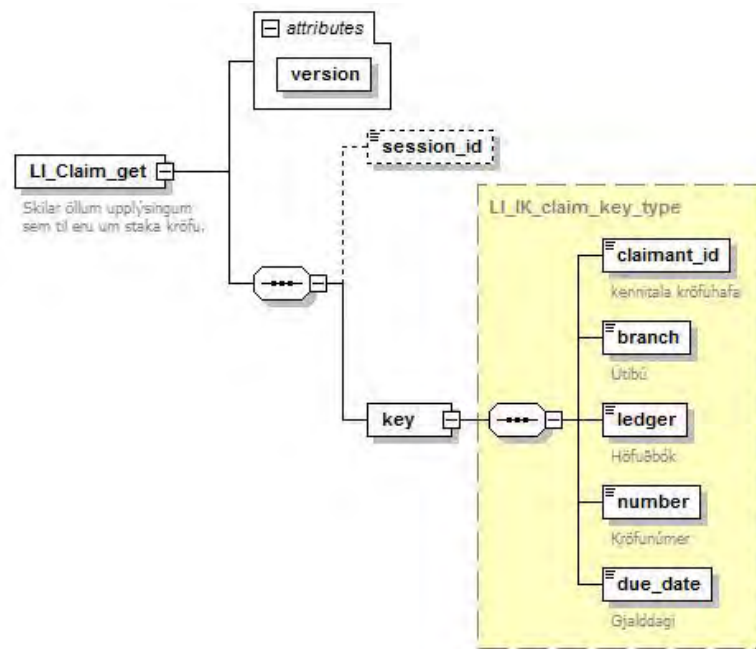 attributes
version
LI_Claim_get
Skilar öllum upplýsingum
sem til eru um staka kröfu.
session_id
LI_IK_claim_key_type
claimant_id
kennitala kröfuhafa
branch
Útibú
ledger
Höfuðbók
key
number
Kröfunúmer
due_date
Gjalddagi